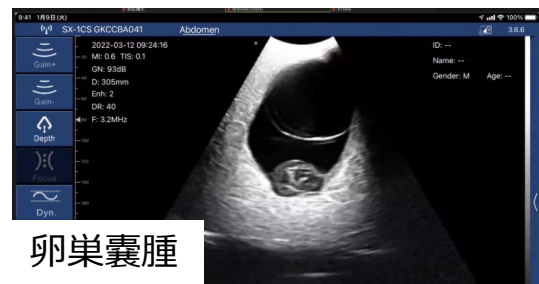 9:41 1月9日(火)
100%
SX-1CS GKCCBA041
Abdomen
3.6.6
Gain+
Gain-
Depth
Focus
Dyn.
2022-03-12 09:24:16
MI: 0.6 TIS: 0.1
GN: 93dB
D: 305mm
Enh: 2
DR: 40
F: 3.2MHz
ID: --
Name: --
Gender: M Age: --
卵巣嚢腫